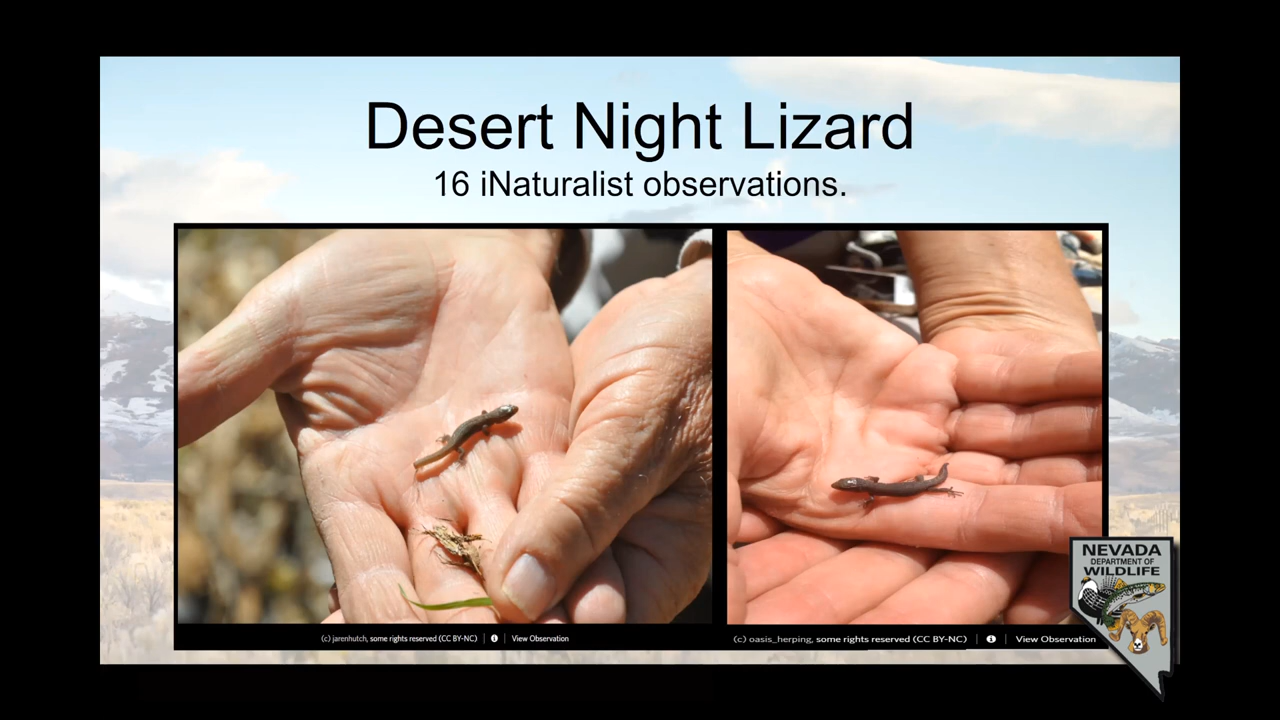 Desert Night Lizard
16 iNaturalist observations.
(c) jarenhutch, some rights reserved (CC BY-NC) | i | View Observation
(c) oasis_herping, some rights reserved (CC BY-NC) | i | View Observation
NEVADA
DEPARTMENT OF
WILDLIFE